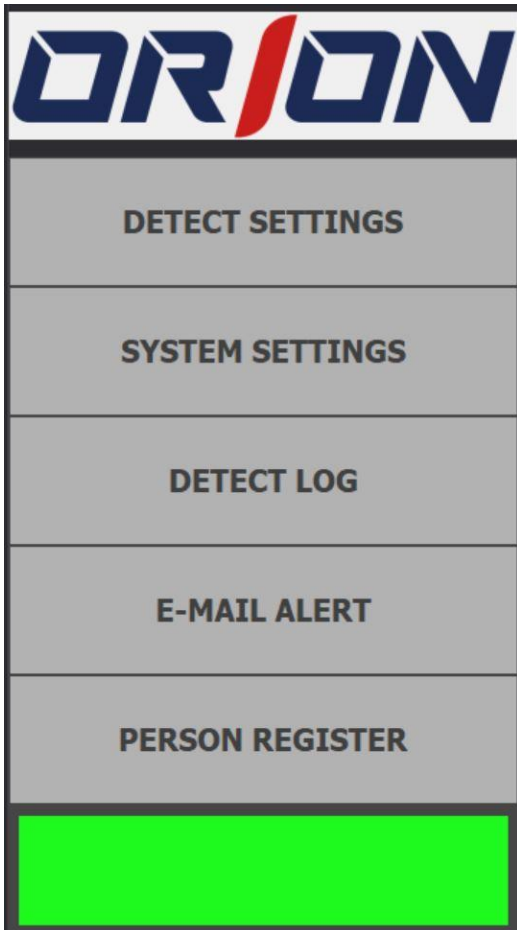 ORION
DETECT SETTINGS
SYSTEM SETTINGS
DETECT LOG
E-MAIL ALERT
PERSON REGISTER